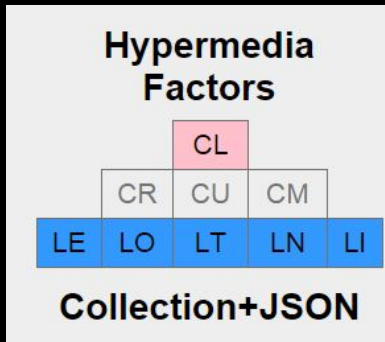 Hypermedia
Factors
CL
CR CU CM
LE LO LT LN LI
Collection+JSON